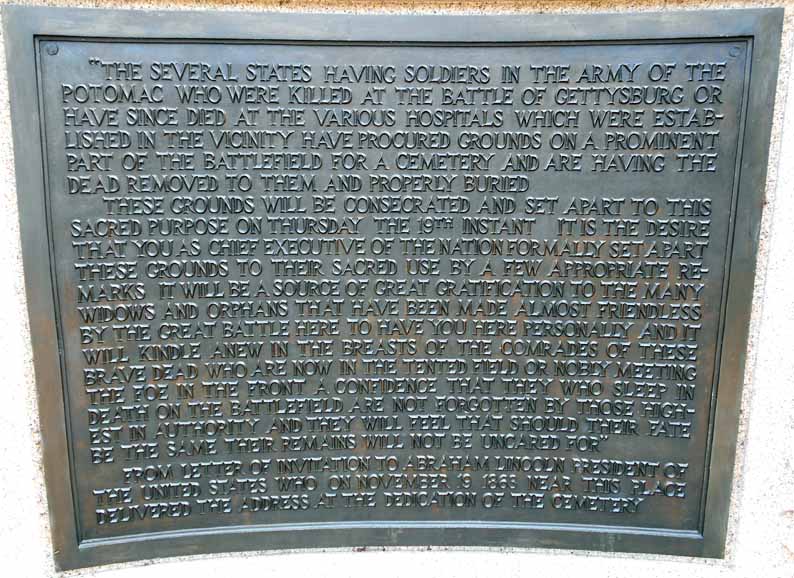 "THE SEVERAL STATES HAVING SOLDIERS IN THE ARMY OF THE
POTOMAC WHO WERE KILLED AT THE BATTLE OF GETTYSBURG OR
HAVE SINCE DIED AT THE VARIOUS HOSPITALS WHICH WERE ESTAB-
LISHED IN THE VICINITY HAVE PROCURED GROUNDS ON A PROMINENT
PART OF THE BATTLEFIELD FOR A CEMETERY AND ARE HAVING THE
DEAD REMOVED TO THEM AND PROPERLY BURIED
THESE GROUNDS WILL BE CONSECRATED AND SET APART TO THIS
SACRED PURPOSE ON THURSDAY THE 19TH INSTANT IT IS THE DESIRE
THAT YOU AS CHIEF EXECUTIVE OF THE NATION FORMALLY SET APART
THESE GROUNDS TO THEIR SACRED USE BY A FEW APPROPRIATE RE-
MARKS IT WILL BE A SOURCE OF GREAT GRATIFICATION TO THE MANY
WIDOWS AND ORPHANS THAT HAVE BEEN MADE ALMOST FRIENDLESS
BY THE GREAT BATTLE HERE TO HAVE YOU HERE PERSONALLY AND IT
WILL KINDLE ANEW IN THE BREASTS OF THE COMRADES OF THESE
BRAVE DEAD WHO ARE NOW IN THE TENTED FIELD OR NOBLY MEETING
THE FOE IN THE FRONT A CONFIDENCE THAT THEY WHO SLEEP IN
DEATH ON THE BATTLEFIELD ARE NOT FORGOTTEN BY THOSE HIGH-
EST IN AUTHORITY AND THEY WILL FEEL THAT SHOULD THEIR FATE
BE THE SAME THEIR REMAINS WILL NOT BE UNCARED FOR"
FROM LETTER OF INVITATION TO ABRAHAM LINCOLN PRESIDENT OF
THE UNITED STATES WHO ON NOVEMBER 19 1863 NEAR THIS PLACE
DELIVERED THE ADDRESS AT THE DEDICATION OF THE CEMETERY